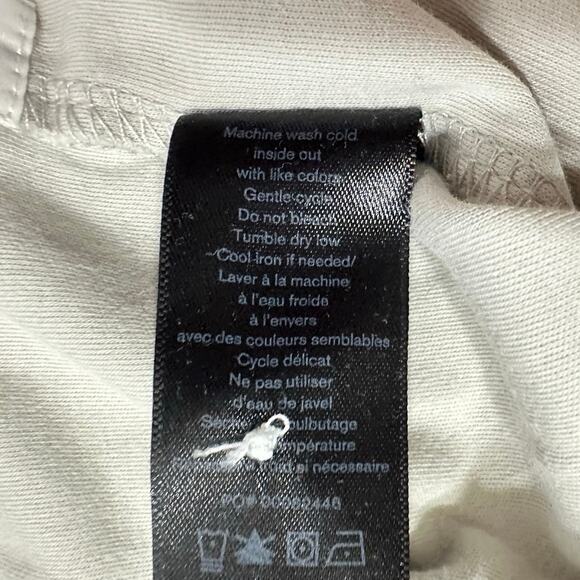 Machine wash cold
inside out
with like colors
Gentle cycle
Do not bleach
Tumble dry low
Cool iron if needed/
Laver à la machine
à l'eau froide
à l'envers
avec des couleurs semblables
Cycle délicat
Ne pas utiliser
d'eau de javel
si nécessaire
PO#